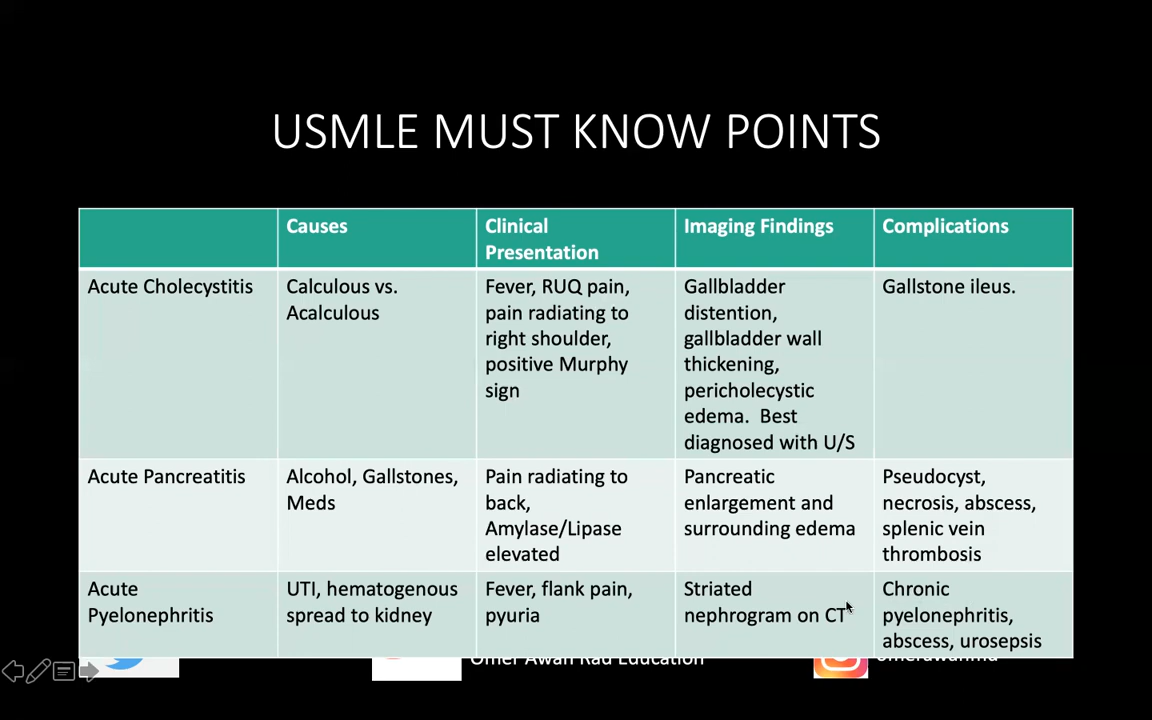 USMLE MUST KNOW POINTS
Causes
Clinical
Presentation
Imaging Findings
Complications
Acute Cholecystitis
Calculous vs.
Acalculous
Fever, RUQ pain,
pain radiating to
right shoulder,
positive Murphy
sign
Gallbladder
distention,
gallbladder wall
thickening,
pericholecystic
edema. Best
diagnosed with U/S
Gallstone ileus.
Acute Pancreatitis
Alcohol, Gallstones,
Meds
Pain radiating to
back,
Amylase/Lipase
elevated
Pancreatic
enlargement and
surrounding edema
Pseudocyst,
necrosis, abscess,
splenic vein
thrombosis
Acute
Pyelonephritis
UTI, hematogenous
spread to kidney
Fever, flank pain,
pyuria
Striated
nephrogram on CT
Chronic
pyelonephritis,
abscess, urosepsis
Omer Awan Rad Education